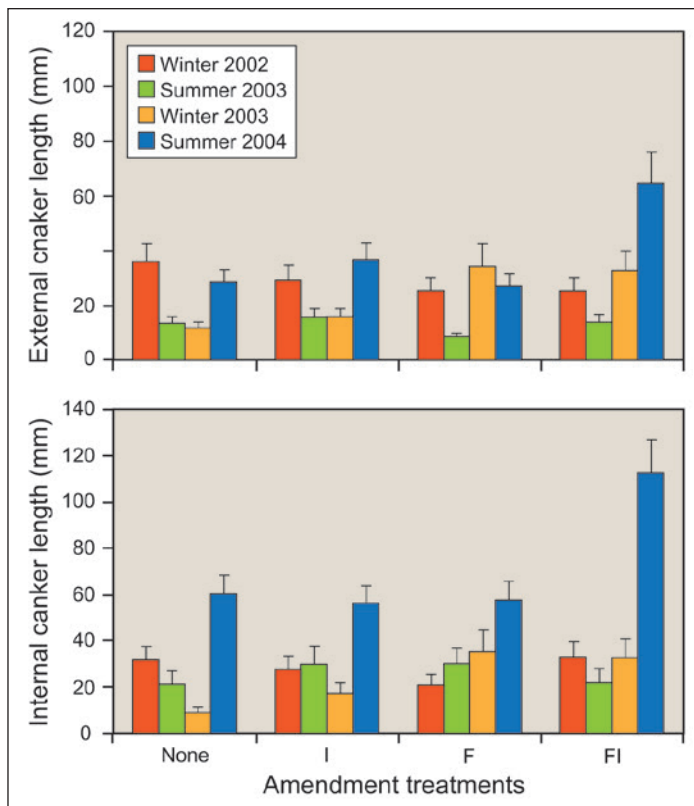 External cnaker length (mm)
120
100
80
60
20
0
Winter 2002
Summer 2003
Winter 2003
Summer 2004
Internal canker length (mm)
140
120
100
80
60
40
20
0
None
I
F
FI
Amendment treatments